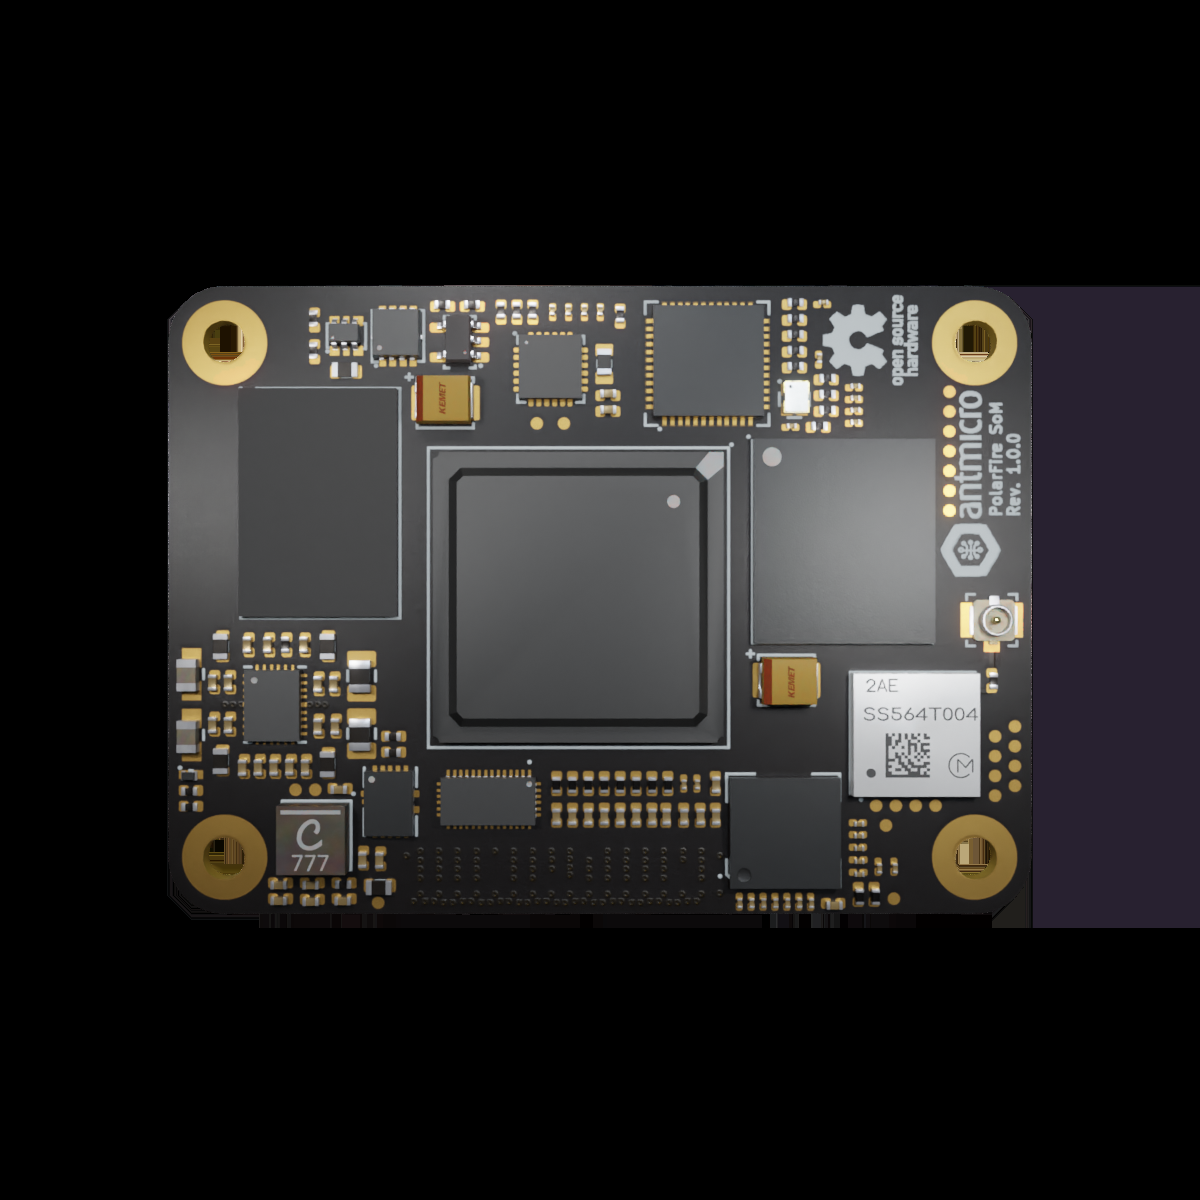 open source
hardware
antmicro
PolarFire SoM
Rev. 1.0.0
KEMET
KEMET
2AE
SS564T004
C
777